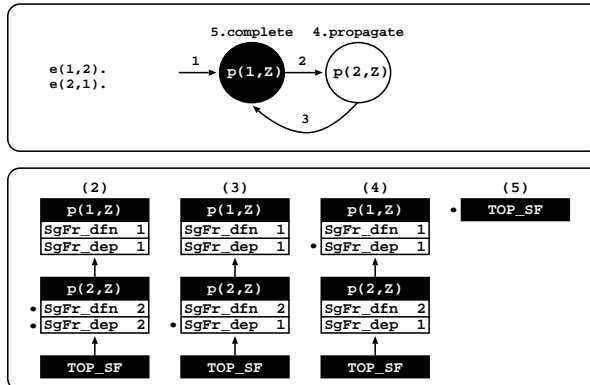 5.complete 4.propagate
1 2
e(1,2). p(1,Z) p(2,Z)
e(2,1).
3
(2) (3) (4) (5)
p(1,Z) p(1,Z) p(1,Z) TOP_SF
SgFr_dfn 1 SgFr_dfn 1 SgFr_dfn 1
SgFr_dep 1 SgFr_dep 1 SgFr_dep 1
p(2,Z) p(2,Z) p(2,Z)
SgFr_dfn 2 SgFr_dfn 2 SgFr_dfn 2
SgFr_dep 2 SgFr_dep 1 SgFr_dep 1
TOP_SF TOP_SF TOP_SF